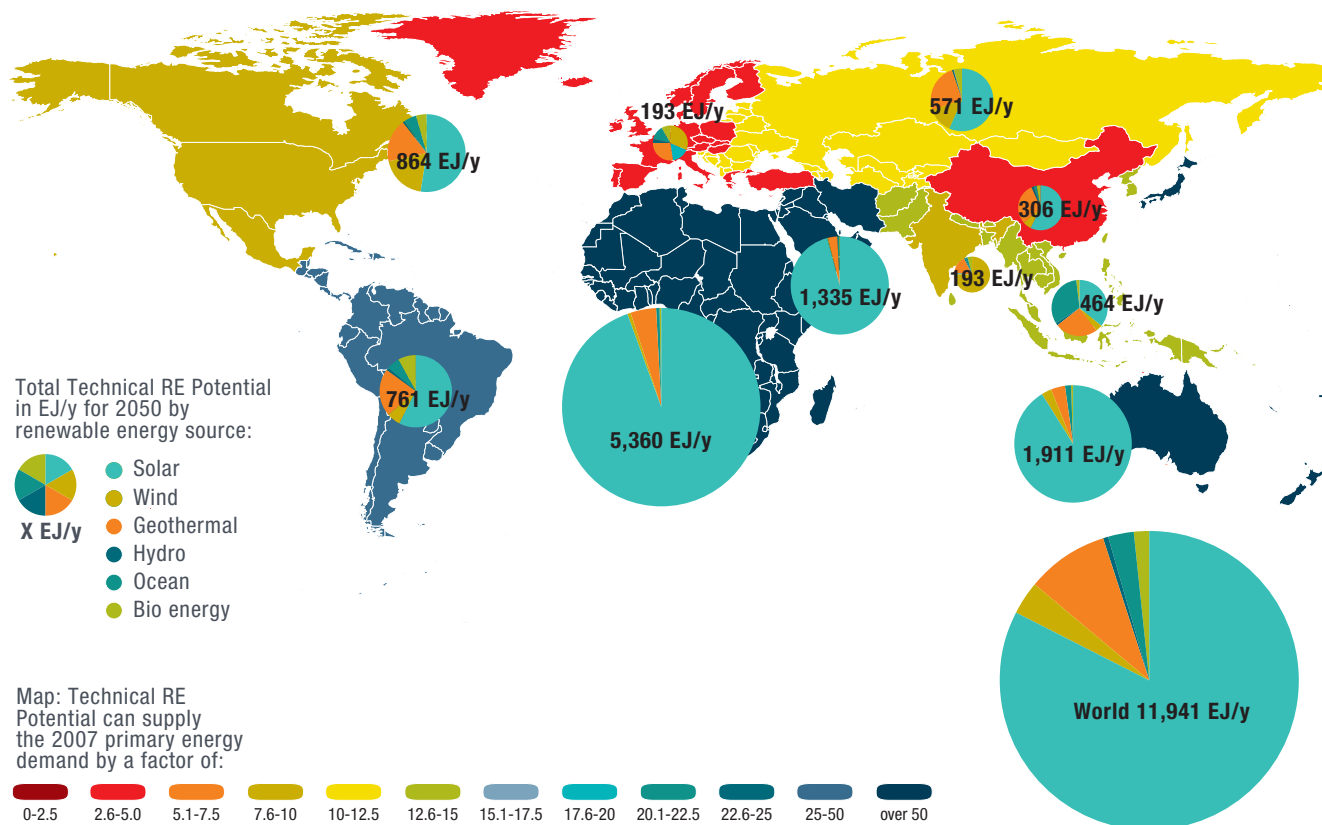 193 EJ/y
571 EJ/y
864 EJ/y
306 EJ/y
193 EJ/y
1,335 EJ/y
464 EJ/y
761 EJ/y
5,360 EJ/y
1,911 EJ/y
Total Technical RE Potential
in EJ/y for 2050 by
renewable energy source:
X EJ/y
Solar
Wind
Geothermal
Hydro
Ocean
Bio energy
World 11,941 EJ/y
Map: Technical RE
Potential can supply
the 2007 primary energy
demand by a factor of:
0-2.5 2.6-5.0 5.1-7.5 7.6-10 10-12.5 12.6-15 15.1-17.5 17.6-20 20.1-22.5 22.6-25 25-50 over 50